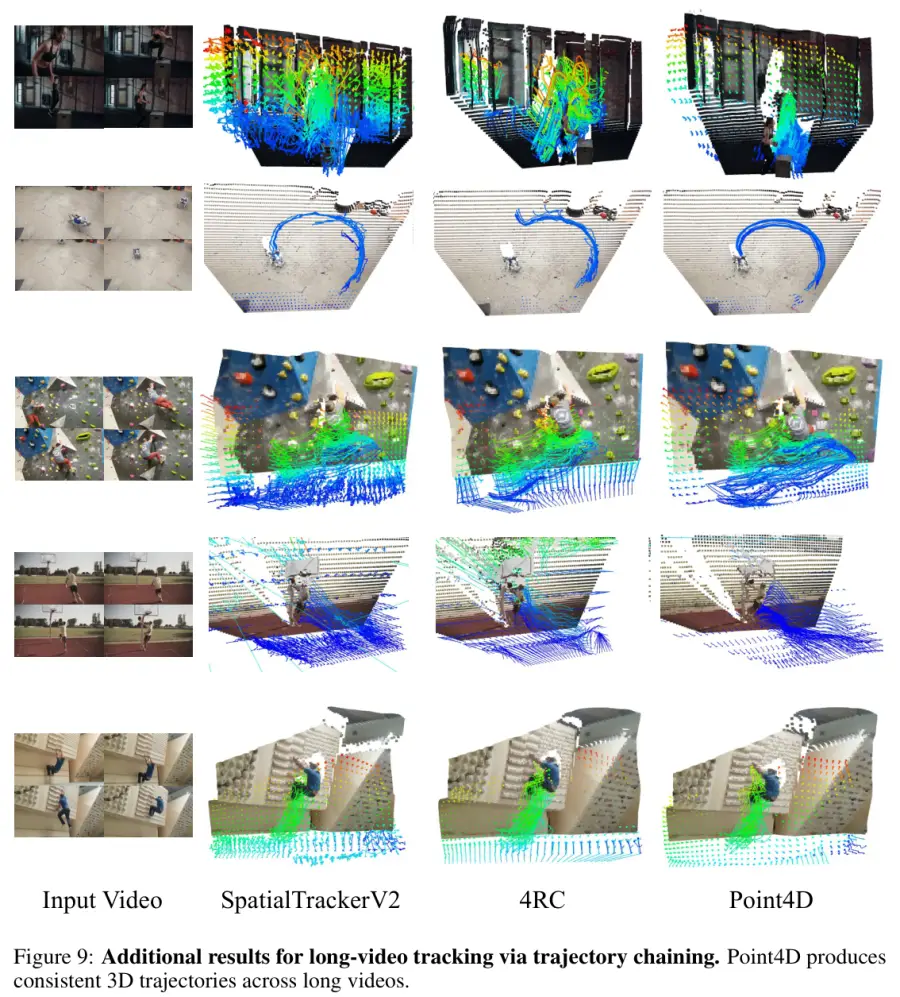 Input Video
SpatialTrackerV2
4RC
Point4D
Figure 9: Additional results for long-video tracking via trajectory chaining. Point4D produces
consistent 3D trajectories across long videos.